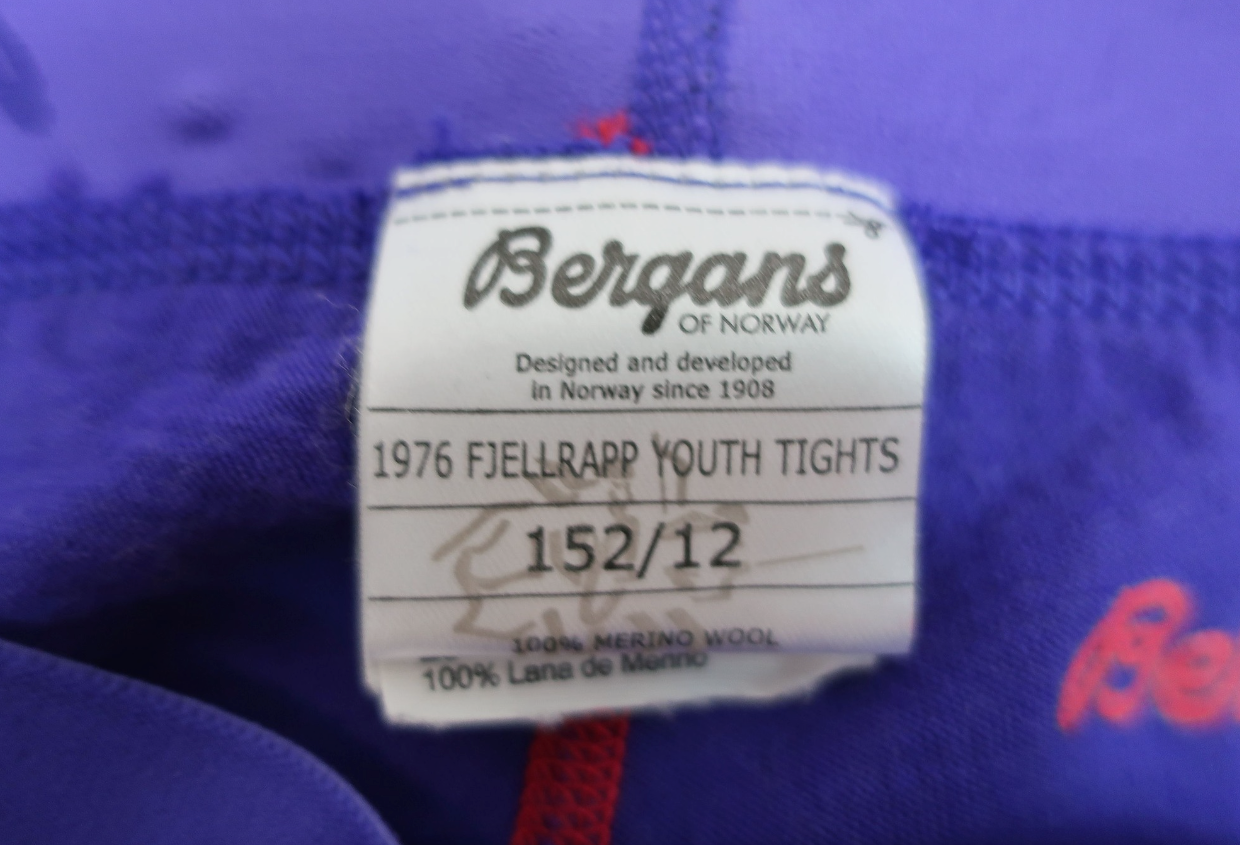 Bergans
OF NORWAY
Designed and developed
in Norway since 1908
1976 FJELLRAPP YOUTH TIGHTS
152/12
100% MERINO WOOL
100% Lana de Merino
Be